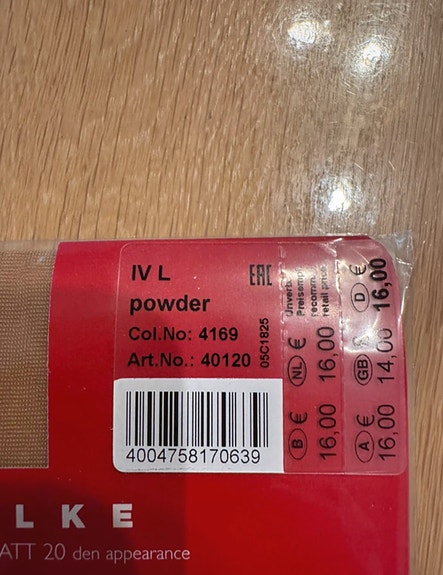 IV L
EAC
powder
Col.No: 4169
Art.No.: 40120
05C1825
4004758170639
Unverb.
Preisempf
recomm.
retail price
B € 16,00
NL € 16,00
A € 16,00
GB 14,00
D € 16,00
LKE
ATT 20 den appearance